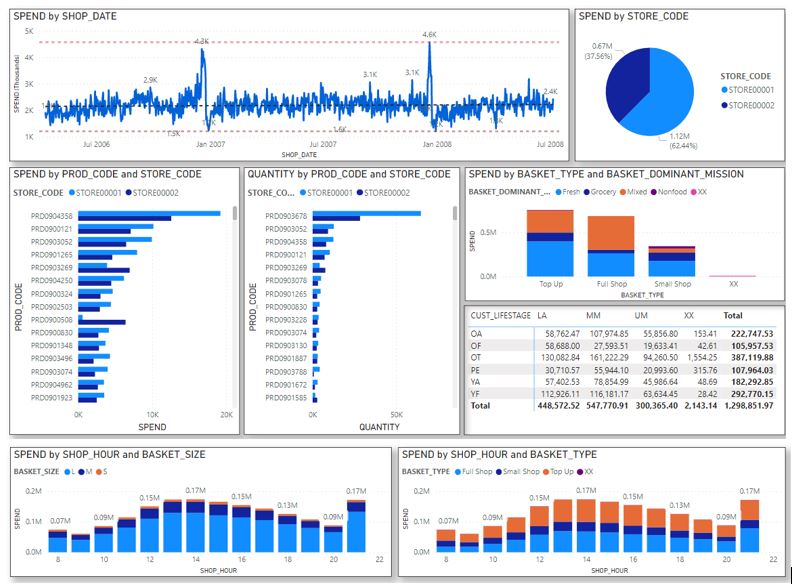 SPEND by SHOP_DATE
5K
4K
3K
2K
1K
SPEND (Thousands)
4.3K
4.6K
2.9K
3.1K
3.1K
2.4K
1.6K
Jul 2006
Jan 2007
Jul 2007
Jan 2008
Jul 2008
SHOP_DATE
SPEND by STORE_CODE
0.67M
(37.56%)
1.12M
(62.44%)
STORE_CODE
STORE00001
STORE00002
SPEND by PROD_CODE and STORE_CODE
STORE_CODE STORE00001 STORE00002
PROD_CODE
PRD0904358
PRD0900121
PRD0903052
PRD0901265
PRD0903269
PRD0904250
PRD0900324
PRD0902503
PRD0900508
PRD0900830
PRD0901348
PRD0903496
PRD0903074
PRD0904962
PRD0901923
0K 10K 20K
SPEND
QUANTITY by PROD_CODE and STORE_CODE
STORE_CO... STORE00001 STORE00002
PROD_CODE
PRD0903678
PRD0903052
PRD0904358
PRD0900121
PRD0903269
PRD0903078
PRD0901265
PRD0900830
PRD0903228
PRD0903074
PRD0903130
PRD0901887
PRD0903788
PRD0901672
PRD0901585
0K 50K
QUANTITY
SPEND by BASKET_TYPE and BASKET_DOMINANT_MISSION
BASKET_DOMINANT_... Fresh Grocery Mixed Nonfood XX
SPEND
0.5M
0.0M
Top Up Full Shop Small Shop XX
BASKET_TYPE
CUST_LIFESTAGE LA MM UM XX Total
OA 58,762.47 107,974.85 55,856.80 153.41 222,747.53
OF 58,688.00 27,593.51 19,633.41 42.61 105,957.53
OT 130,082.84 161,222.29 94,260.50 1,554.25 387,119.88
PE 30,710.57 55,944.10 20,993.60 315.76 107,964.03
YA 57,402.53 78,854.99 45,986.64 48.69 182,292.85
YF 112,926.11 116,181.17 63,634.45 28.42 292,770.15
Total 448,572.52 547,770.91 300,365.40 2,143.14 1,298,851.97
SPEND by SHOP_HOUR and BASKET_SIZE
BASKET_SIZE L M S
SPEND
0.2M
0.1M
0.0M
0.07M 0.09M 0.15M 0.17M 0.15M 0.13M 0.09M 0.17M
8 10 12 14 16 18 20 22
SHOP_HOUR
SPEND by SHOP_HOUR and BASKET_TYPE
BASKET_TYPE Full Shop Small Shop Top Up XX
SPEND
0.2M
0.1M
0.0M
0.07M 0.09M 0.15M 0.17M 0.15M 0.13M 0.09M 0.17M
8 10 12 14 16 18 20 22
SHOP_HOUR